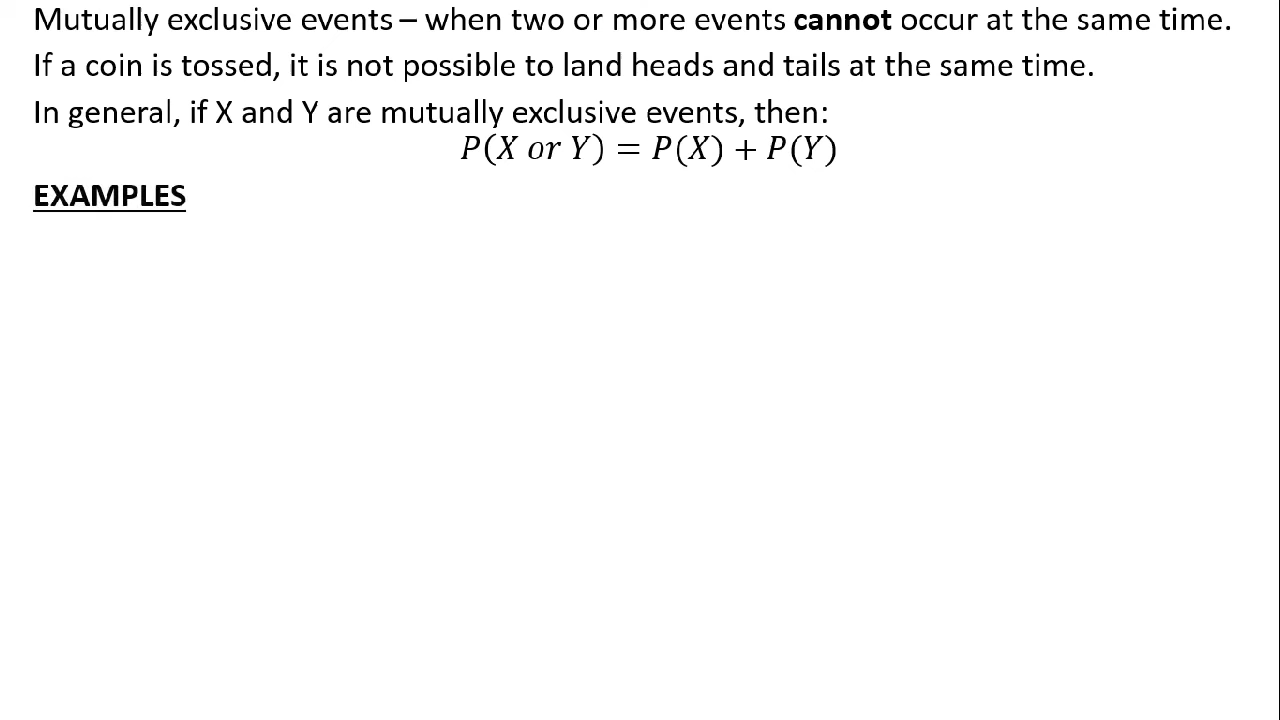 Mutually exclusive events – when two or more events cannot occur at the same time.
If a coin is tossed, it is not possible to land heads and tails at the same time.
In general, if X and Y are mutually exclusive events, then:
P(X or Y) = P(X) + P(Y)
EXAMPLES